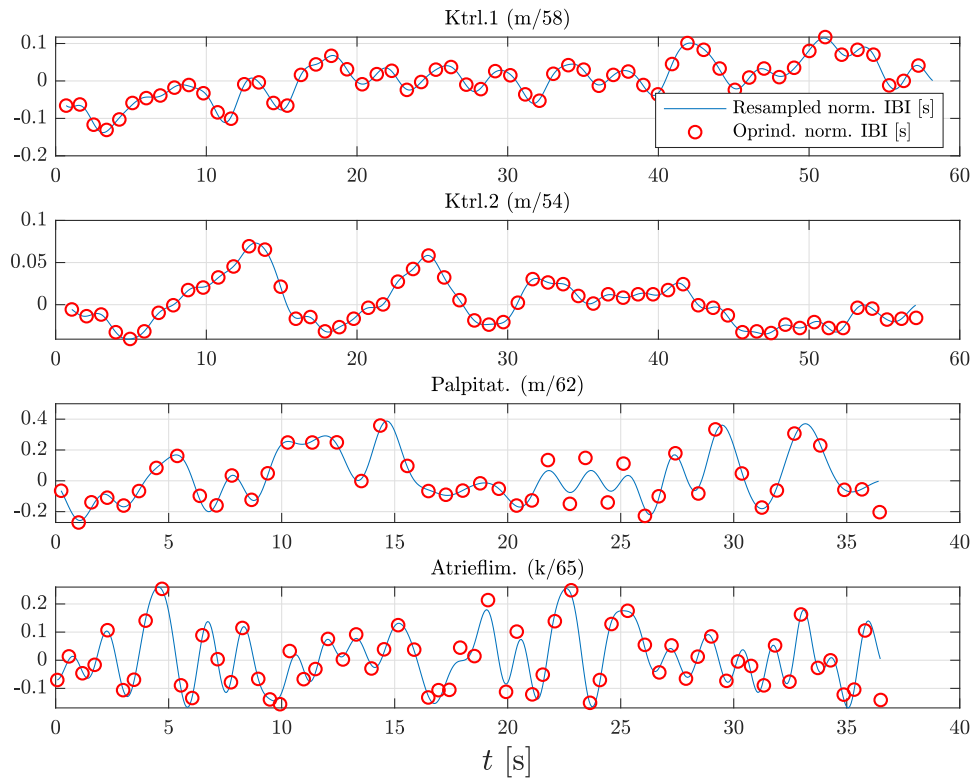 Ktrl.1 (m/58)
0.1
0
-0.1
-0.2
0 10 20 30 40 50 60
Resampled norm. IBI [s]
Oprind. norm. IBI [s]
Ktrl.2 (m/54)
0.1
0.05
0
0 10 20 30 40 50 60
Palpitat. (m/62)
0.4
0.2
0
-0.2
0 5 10 15 20 25 30 35 40
Atrieflim. (k/65)
0.2
0.1
0
-0.1
0 5 10 15 20 25 30 35 40
t [s]